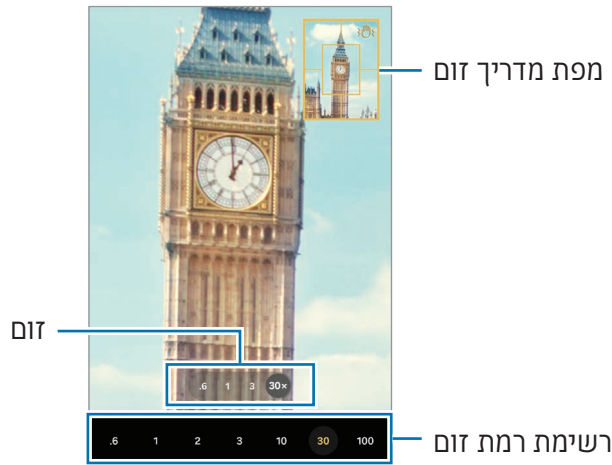 מפת מדריך זום
זום
.6 1 3 30×
.6 1 2 3 10 30 100
רשימת רמת זום